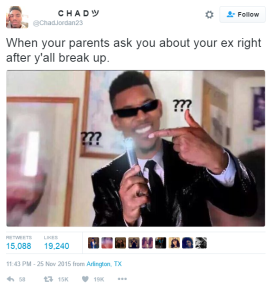 C H A D ツ
@ChadJordan23
Follow
When your parents ask you about your ex right
after y'all break up.
???
???
RETWEETS
15,088
LIKES
19,240
11:43 PM - 25 Nov 2015 from Arlington, TX
58
15K
19K